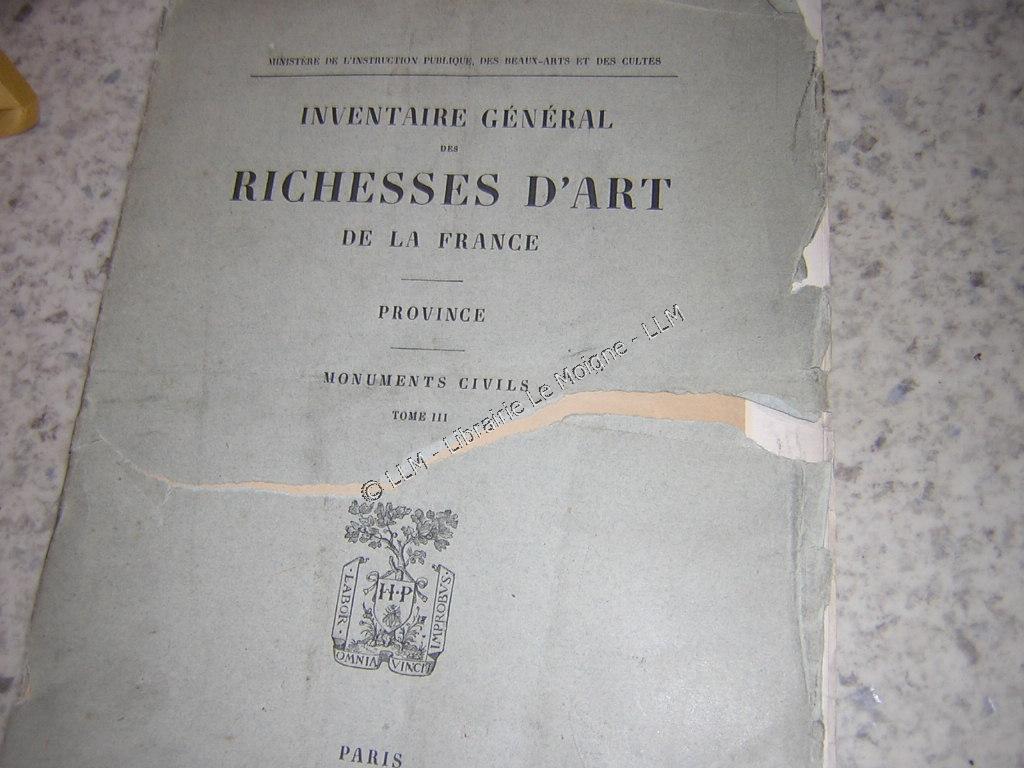 MINISTÈRE DE L'INSTRUCTION PUBLIQUE, DES BEAUX-ARTS ET DES CULTES
INVENTAIRE GÉNÉRAL
DES
RICHESSES D'ART
DE LA FRANCE
PROVINCE
MONUMENTS CIVILS
TOME III
© LLM - Librairie Le Moigne - LLM
H·P
LABOR
OMNIA VINCIT
IMPROBVS
PARIS